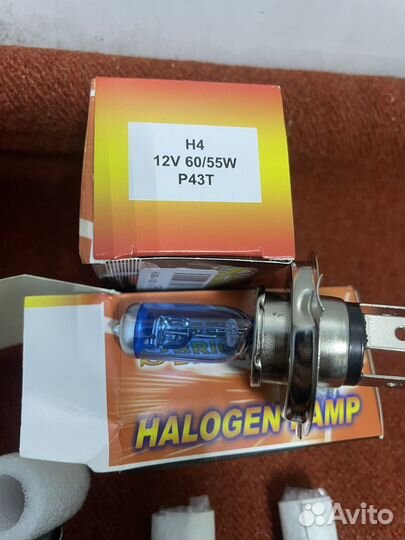 H4
12V 60/55W
P43T
HALOGEN LAMP
Avito